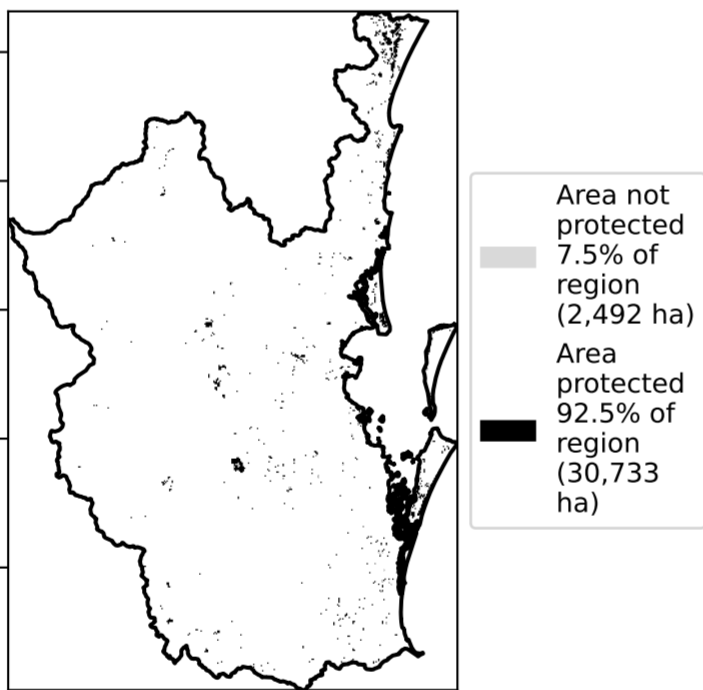 Area not
protected
7.5% of
region
(2,492 ha)
Area
protected
92.5% of
region
(30,733
ha)